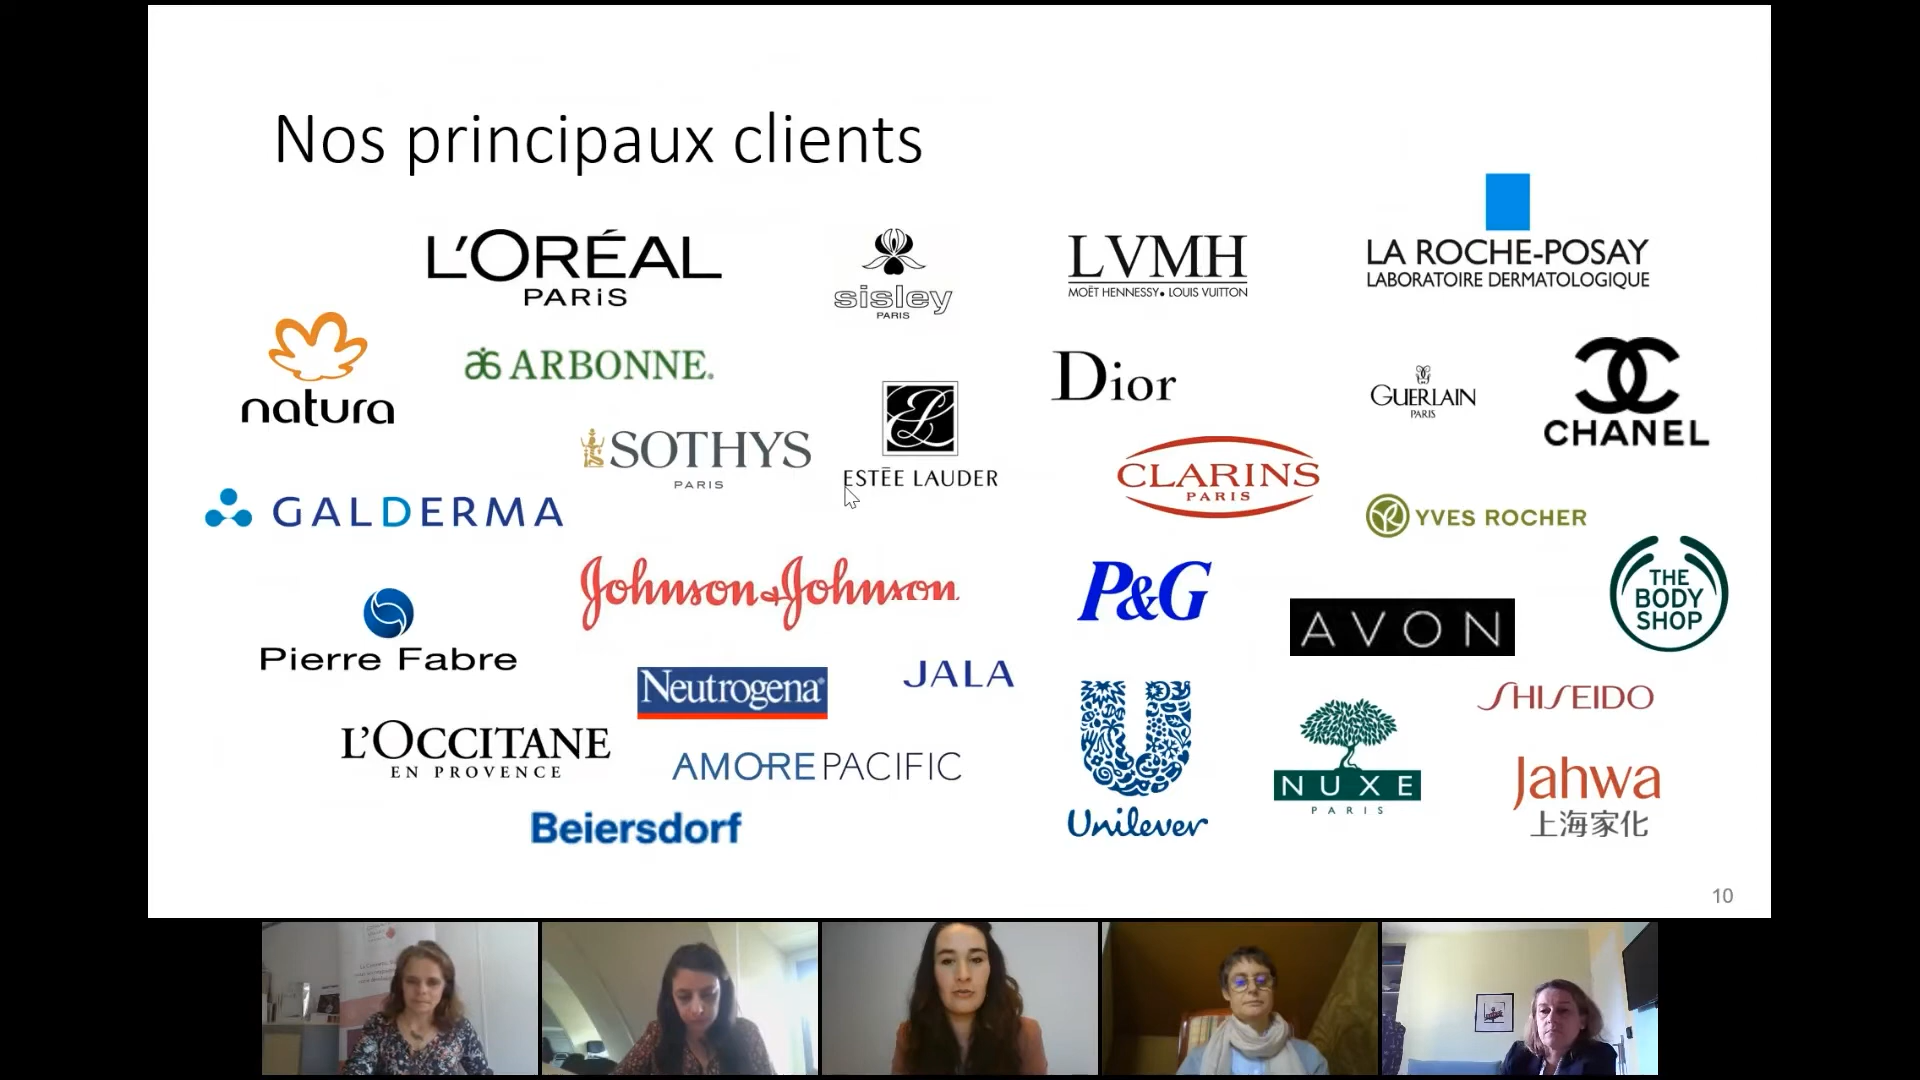 Nos principaux clients
L'ORÉAL
PARiS
sisley
PARIS
LVMH
MOËT HENNESSY • LOUIS VUITTON
LA ROCHE-POSAY
LABORATOIRE DERMATOLOGIQUE
natura
ARBONNE®
Dior
GUERLAIN
PARIS
CHANEL
SOTHYS
PARIS
ESTĒE LAUDER
CLARINS
PARIS
GALDERMA
YVES ROCHER
Johnson & Johnson
P&G
AVON
THE
BODY
SHOP
Pierre Fabre
Neutrogena®
JALA
Unilever
SHISEIDO
L'OCCITANE
EN PROVENCE
AMOREPACIFIC
NUXE
PARIS
Jahwa
上海家化
Beiersdorf
10